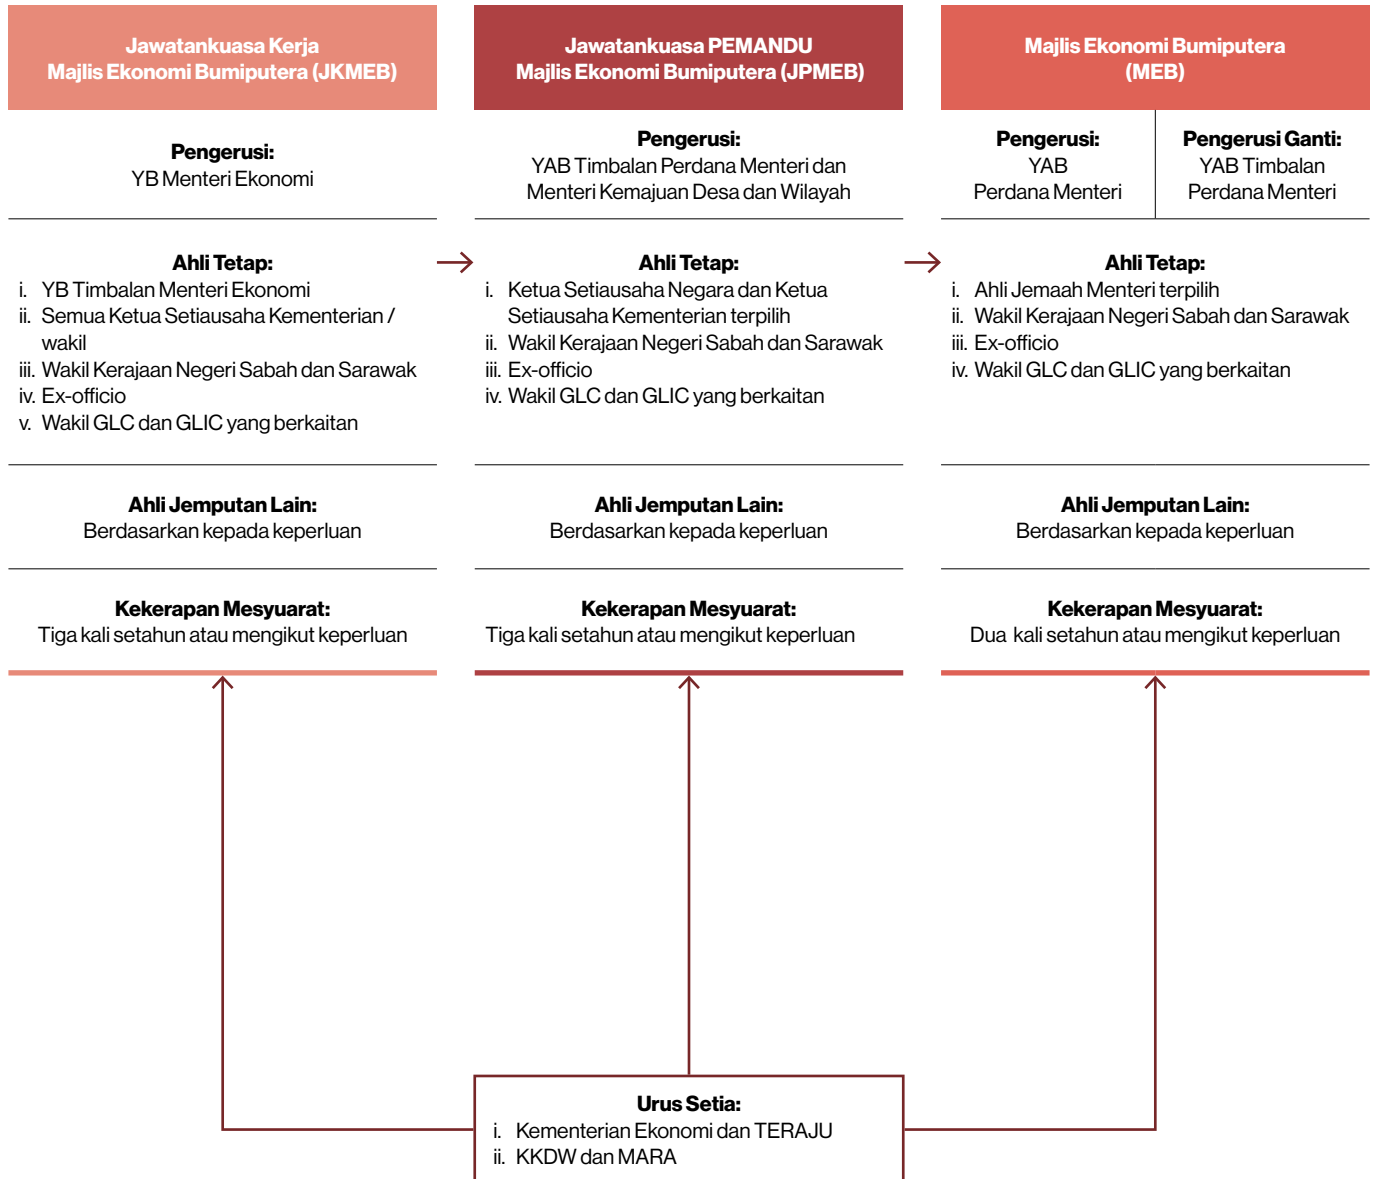 Jawatankuasa Kerja
Majlis Ekonomi Bumiputera (JKMEB)
Pengerusi:
YB Menteri Ekonomi
Ahli Tetap:
i. YB Timbalan Menteri Ekonomi
ii. Semua Ketua Setiausaha Kementerian /
wakil
iii. Wakil Kerajaan Negeri Sabah dan Sarawak
iv. Ex-officio
v. Wakil GLC dan GLIC yang berkaitan
Ahli Jemputan Lain:
Berdasarkan kepada keperluan
Kekerapan Mesyuarat:
Tiga kali setahun atau mengikut keperluan
Jawatankuasa PEMANDU
Majlis Ekonomi Bumiputera (JPMEB)
Pengerusi:
YAB Timbalan Perdana Menteri dan
Menteri Kemajuan Desa dan Wilayah
Ahli Tetap:
i. Ketua Setiausaha Negara dan Ketua
Setiausaha Kementerian terpilih
ii. Wakil Kerajaan Negeri Sabah dan Sarawak
iii. Ex-officio
iv. Wakil GLC dan GLIC yang berkaitan
Ahli Jemputan Lain:
Berdasarkan kepada keperluan
Kekerapan Mesyuarat:
Tiga kali setahun atau mengikut keperluan
Majlis Ekonomi Bumiputera
(MEB)
Pengerusi:
YAB
Perdana Menteri
Pengerusi Ganti:
YAB Timbalan
Perdana Menteri
Ahli Tetap:
i. Ahli Jemaah Menteri terpilih
ii. Wakil Kerajaan Negeri Sabah dan Sarawak
iii. Ex-officio
iv. Wakil GLC dan GLIC yang berkaitan
Ahli Jemputan Lain:
Berdasarkan kepada keperluan
Kekerapan Mesyuarat:
Dua kali setahun atau mengikut keperluan
Urus Setia:
i. Kementerian Ekonomi dan TERAJU
ii. KKDW dan MARA